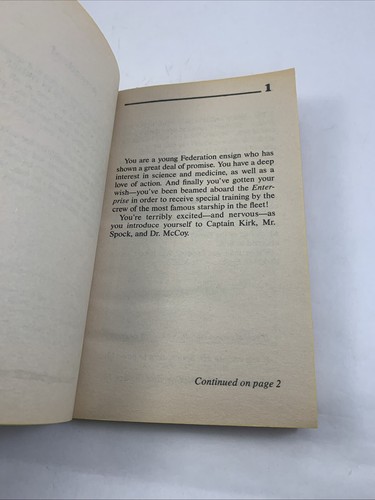 1
You are a young Federation ensign who has
shown a great deal of promise. You have a deep
interest in science and medicine, as well as a
love of action. And finally you've gotten your
wish—you've been beamed aboard the Enter-
prise in order to receive special training by the
crew of the most famous starship in the fleet!
You're terribly excited—and nervous—as
you introduce yourself to Captain Kirk, Mr.
Spock, and Dr. McCoy.
Continued on page 2